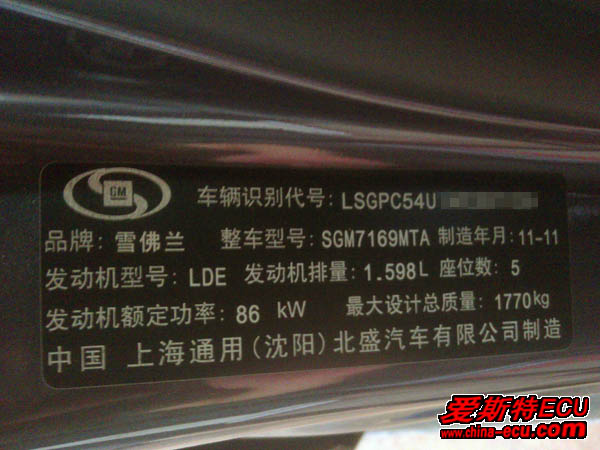 GM
车辆识别代号: LSGPC54U
品牌: 雪佛兰 整车型号: SGM7169MTA 制造年月: 11-11
发动机型号: LDE 发动机排量: 1.598L 座位数: 5
发动机额定功率: 86 kW 最大设计总质量: 1770kg
中国 上海通用(沈阳)北盛汽车有限公司制造
爱斯特ECU
www.china-ecu.com